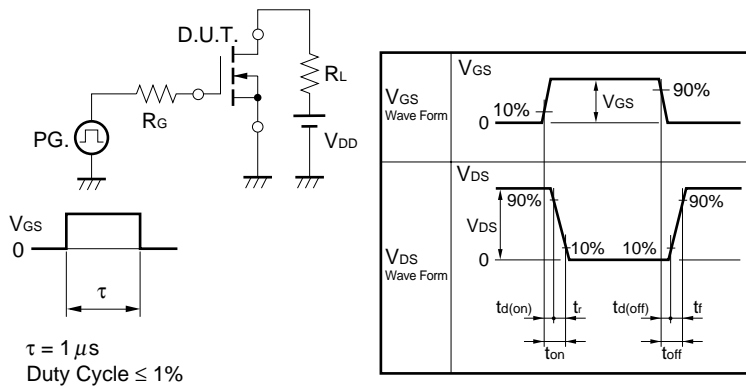 D.U.T.
RG
PG.
RL
VDD
VGS
0
τ
τ = 1 μs
Duty Cycle ≤ 1%
VGS
Wave Form
VGS
10%
VGS
90%
0
VDS
Wave Form
VDS
90%
VDS
10%
10%
90%
0
td(on)
tr
td(off)
tf
ton
toff